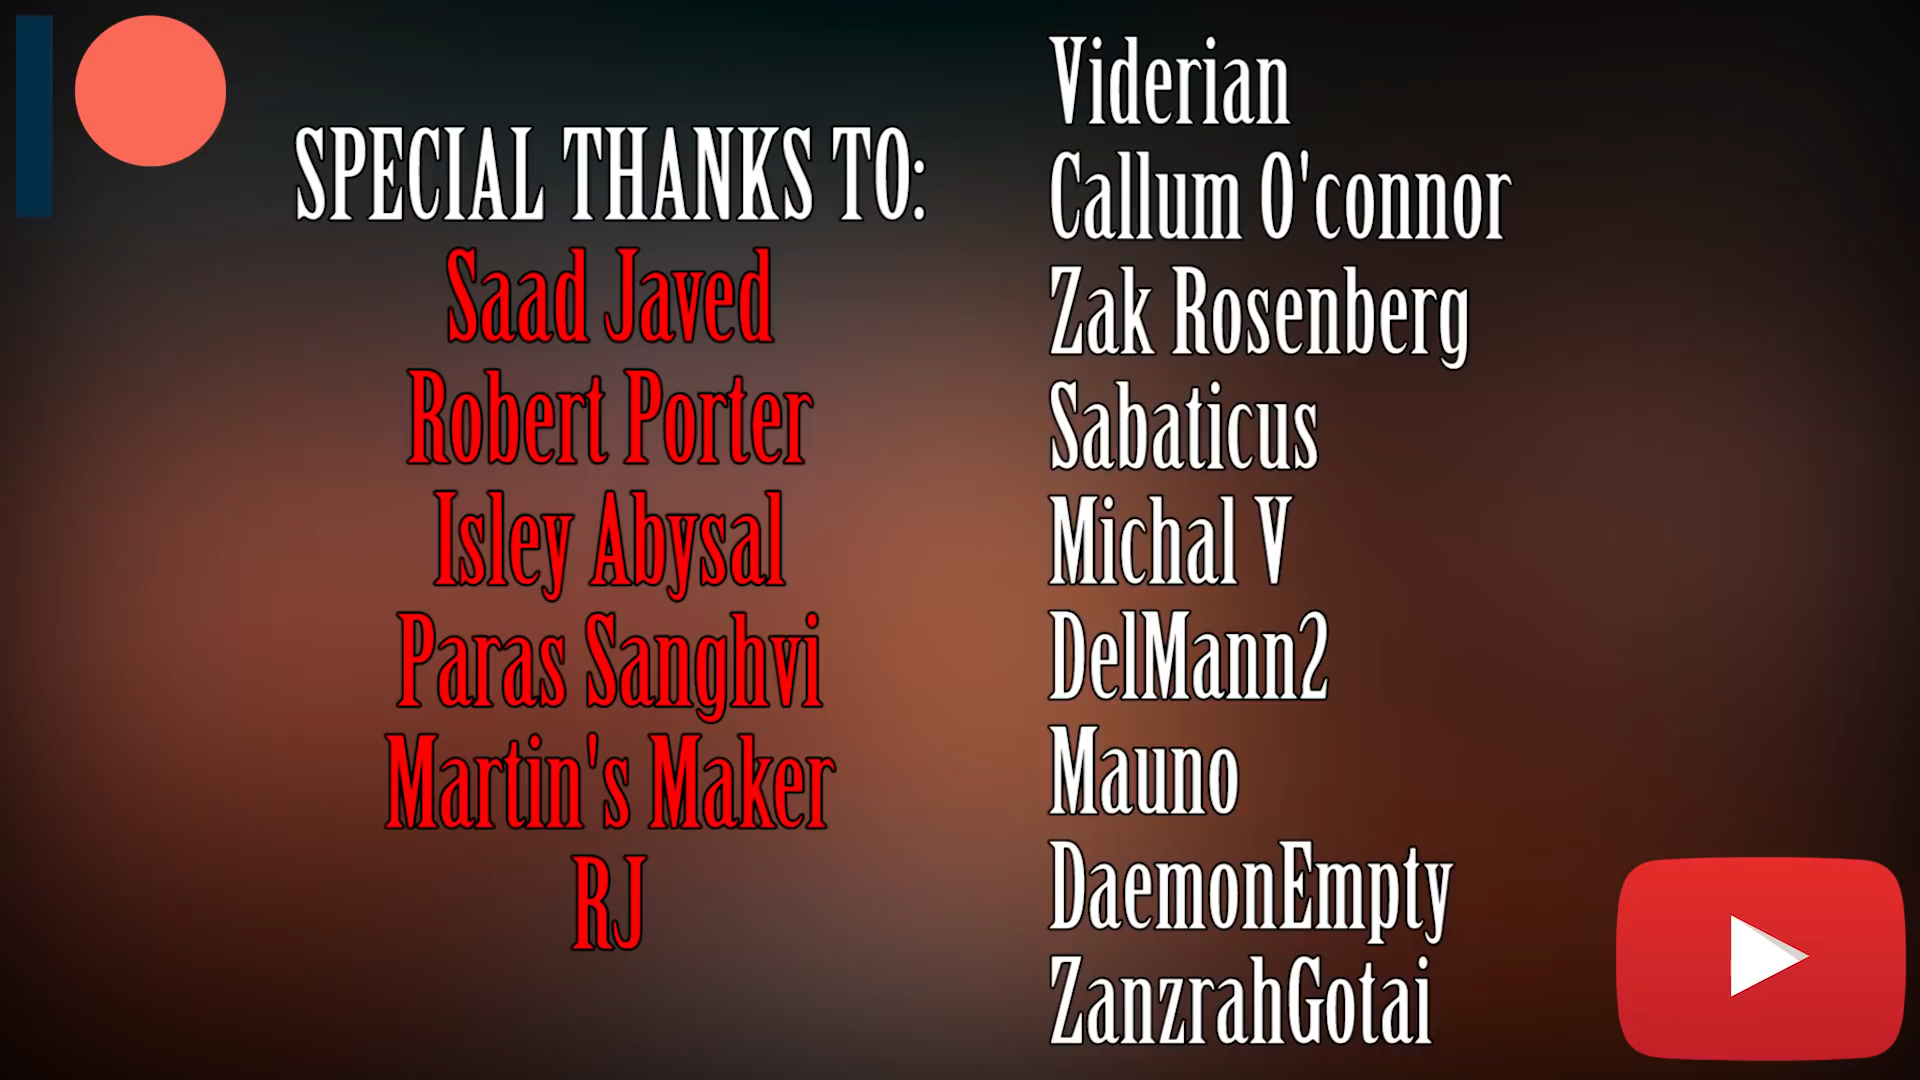 SPECIAL THANKS TO:
Saad Javed
Robert Porter
Isley Abysal
Paras Sanghvi
Martin's Maker
RJ
Viderian
Callum O'connor
Zak Rosenberg
Sabaticus
Michal V
DelMann2
Mauno
DaemonEmpty
ZanzrahGotai